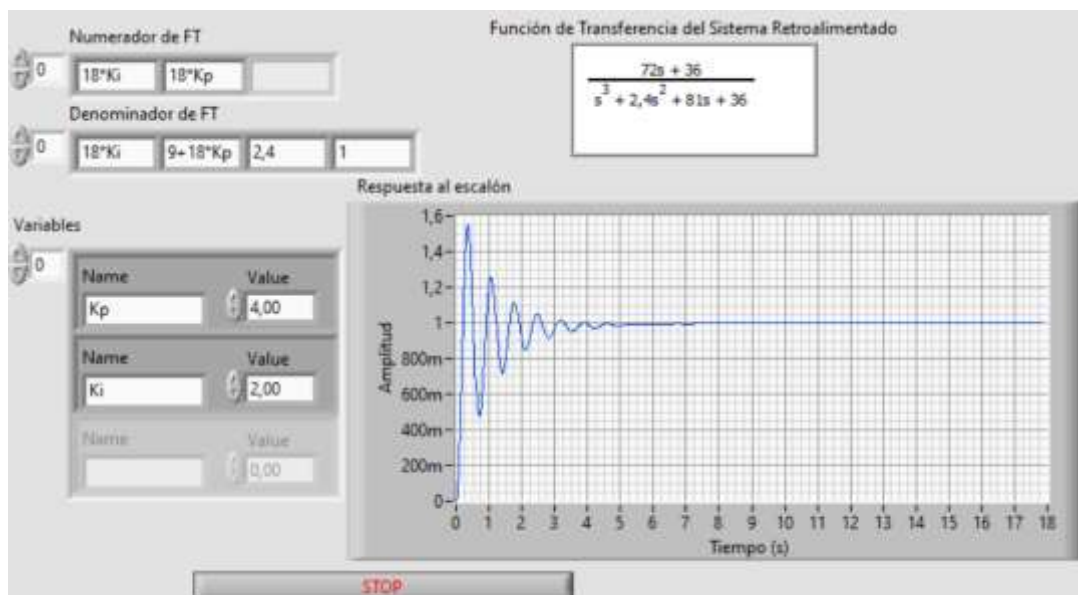 Numerador de FT
0
18*Ki 18*Kp
Denominador de FT
0
18*Ki 9+18*Kp 2,4 1
Función de Transferencia del Sistema Retroalimentado
72s + 36
s^3 + 2,4s^2 + 81s + 36
Variables
0
Name Value
Kp 4,00
Name Value
Ki 2,00
Name Value
0,00
Respuesta al escalón
Amplitud
1,6
1,4
1,2
1
800m
600m
400m
200m
0
0 1 2 3 4 5 6 7 8 9 10 11 12 13 14 15 16 17 18
Tiempo (s)
STOP